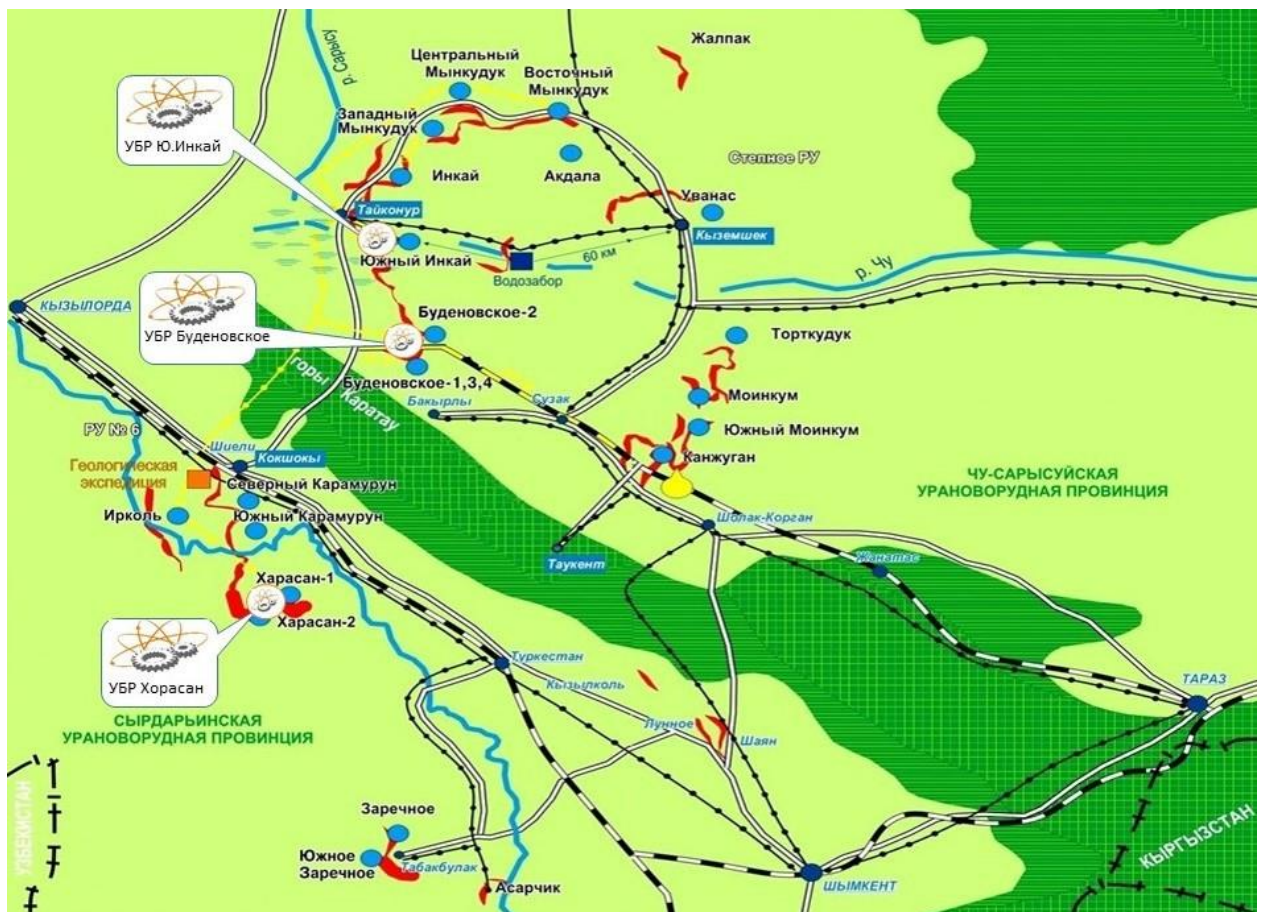 Жалпак
Центральный
Мынкудук
Восточный
Мынкудук
р. Сарысу
Западный
Мынкудук
УБР Ю.Инкай
Степное РУ
Инкай
Акдала
Уванас
Тайконур
Кыземшек
Южный Инкай
60 км
Водозабор
р. Чу
КЫЗЫЛОРДА
Буденовское-2
УБР Буденовское
Торткудук
горы Каратау
Буденовское-1,3,4
Бакырлы
Сузак
Моинкум
РУ № 6
Южный Моинкум
Шиели
Кокшокы
Канжуган
Геологическая
экспедиция
Северный Карамурун
ЧУ-САРЫСУЙСКАЯ
УРАНОВОРУДНАЯ ПРОВИНЦИЯ
Ирколь
Южный Карамурун
Шолак-Корган
Таукент
Жанатас
Харасан-1
Харасан-2
Туркестан
УБР Хорасан
Кызылколь
ТАРАЗ
СЫРДАРЬИНСКАЯ
УРАНОВОРУДНАЯ ПРОВИНЦИЯ
Лунное
Шаян
УЗБЕКИСТАН
Заречное
Южное
Заречное
Табакбулак
Асарчик
ШЫМКЕНТ
КЫРГЫЗСТАН